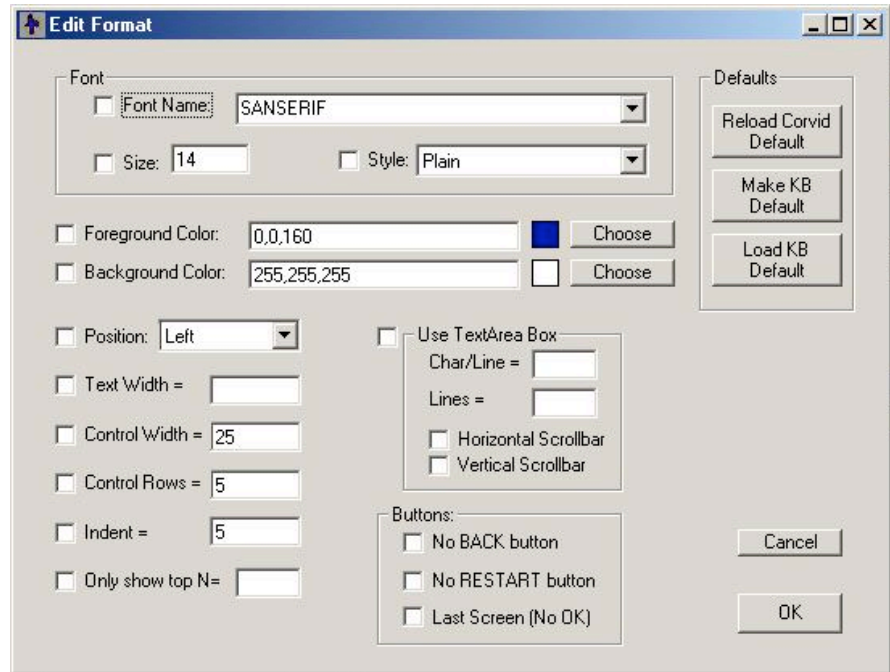 Edit Format
Font
Font Name: SANSERIF
Size: 14 Style: Plain
Foreground Color: 0,0,160 Choose
Background Color: 255,255,255 Choose
Defaults
Reload Corvid
Default
Make KB
Default
Load KB
Default
Position: Left
Text Width =
Control Width = 25
Control Rows = 5
Indent = 5
Only show top N=
Use TextArea Box
Char/Line =
Lines =
Horizontal Scrollbar
Vertical Scrollbar
Buttons:
No BACK button
No RESTART button
Last Screen (No OK)
Cancel
OK